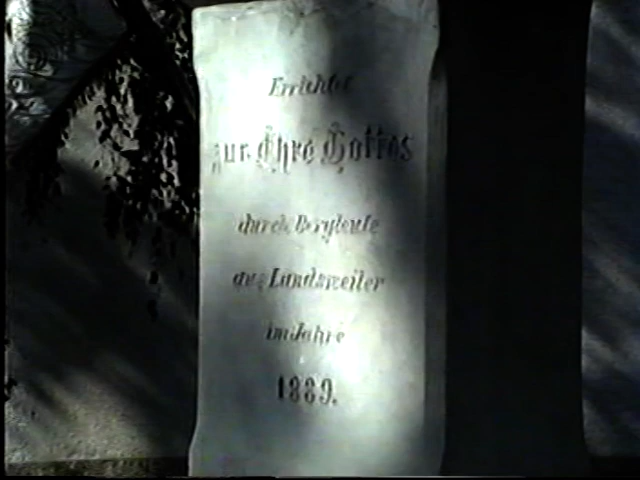 Errichtet
zur Ehre Gottes
durch Bergleute
aus Landsweiler
im Jahre
1889.